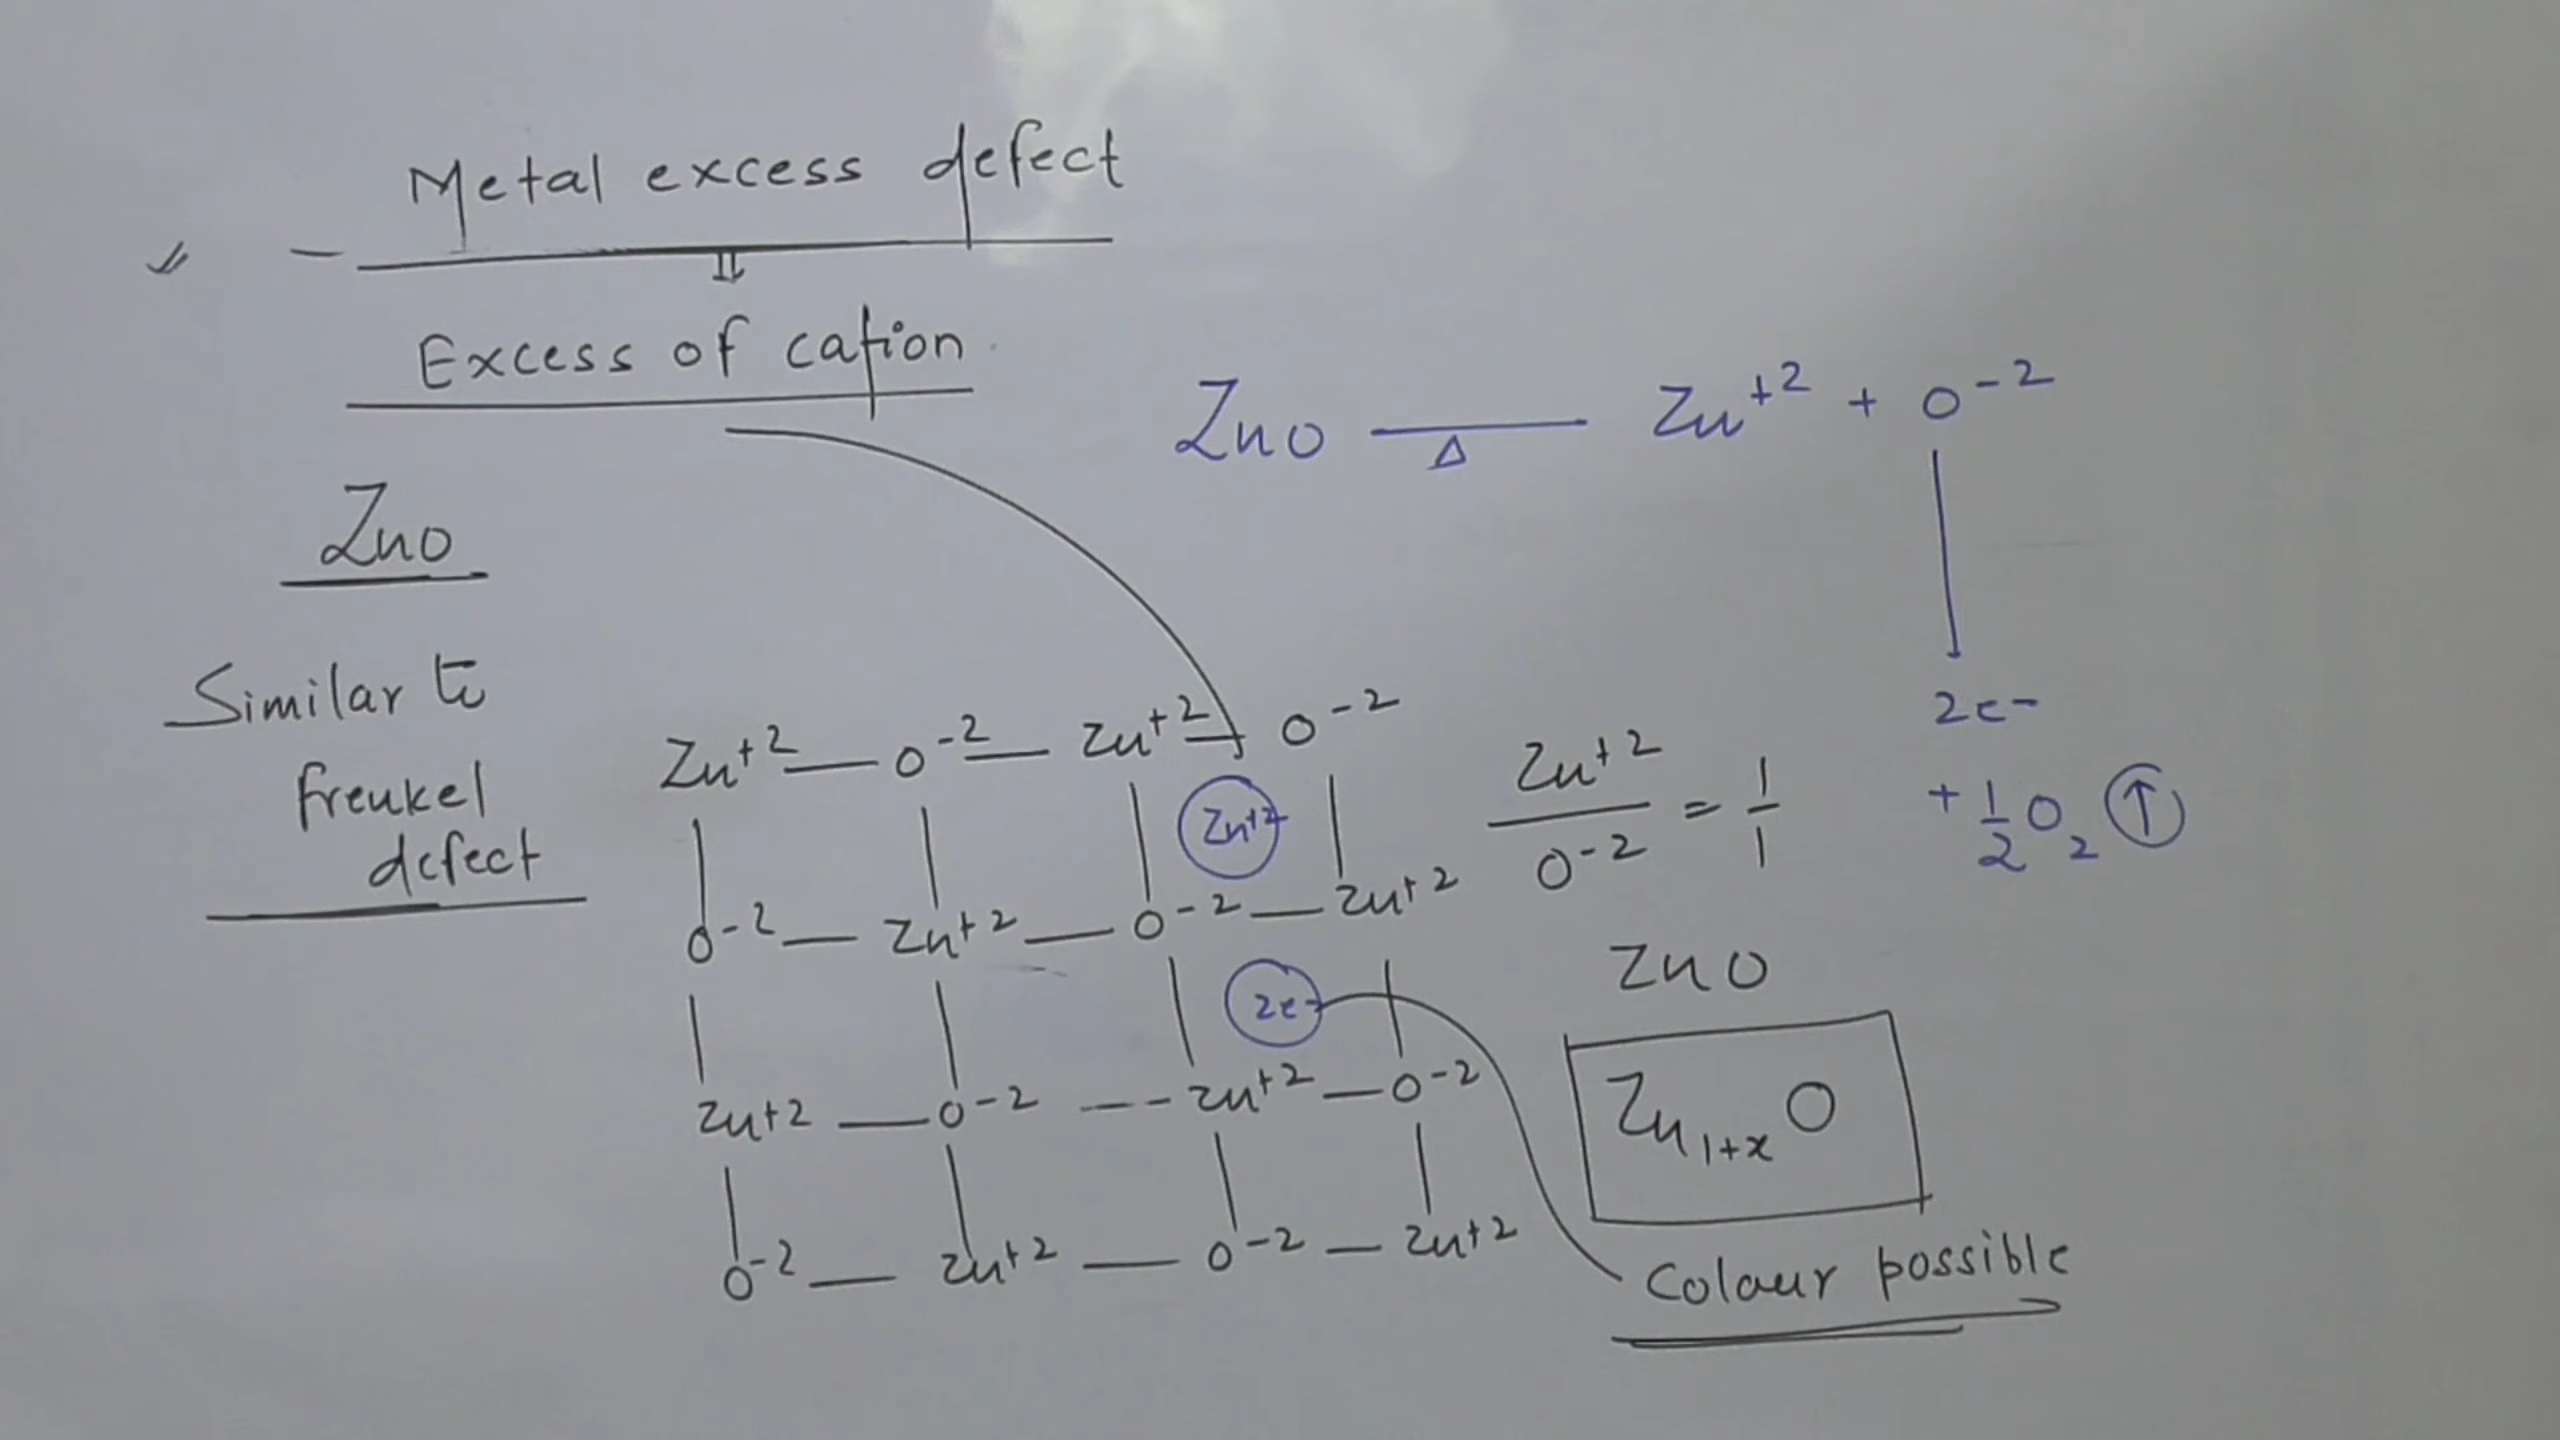 Metal excess defect
Excess of cation
ZnO —Δ— Zn+2 + O-2
ZnO
2e-
+ 1/2 O2 ↑
Similar to
frenkel
defect
Zn+2 — O-2 — Zn+2 — O-2
Zn+2
Zn+2 / O-2 = 1/1
O-2 — Zn+2 — O-2 — Zn+2
ZnO
2e-
Zn+2 — O-2 -- Zn+2 — O-2
Zn1+xO
O-2 — Zn+2 — O-2 — Zn+2
Colour possible